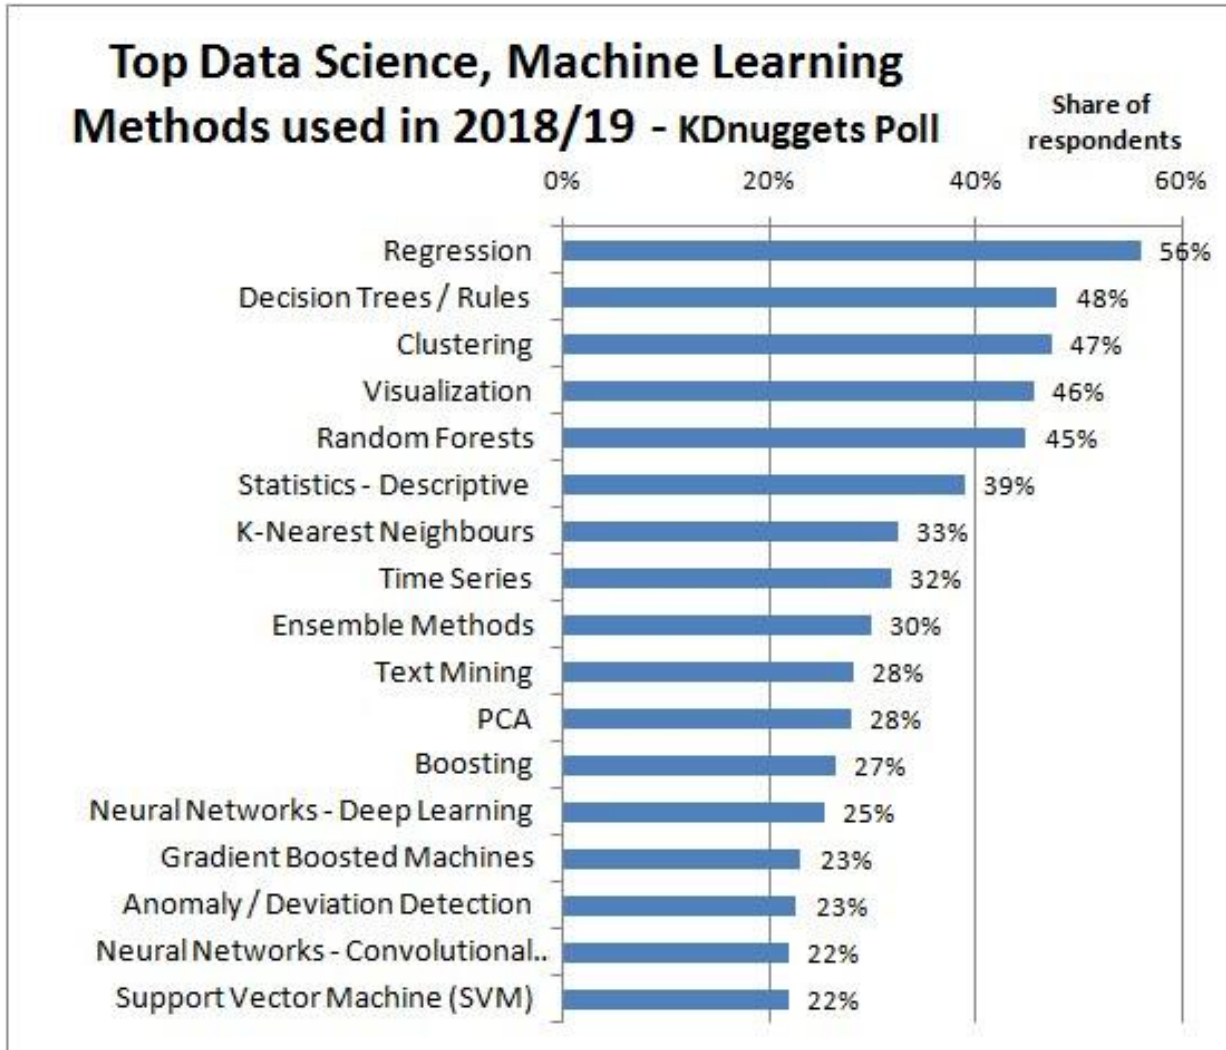 Top Data Science, Machine Learning
Methods used in 2018/19 - KDnuggets Poll
Share of
respondents
0% 20% 40% 60%
Regression 56%
Decision Trees / Rules 48%
Clustering 47%
Visualization 46%
Random Forests 45%
Statistics - Descriptive 39%
K-Nearest Neighbours 33%
Time Series 32%
Ensemble Methods 30%
Text Mining 28%
PCA 28%
Boosting 27%
Neural Networks - Deep Learning 25%
Gradient Boosted Machines 23%
Anomaly / Deviation Detection 23%
Neural Networks - Convolutional.. 22%
Support Vector Machine (SVM) 22%